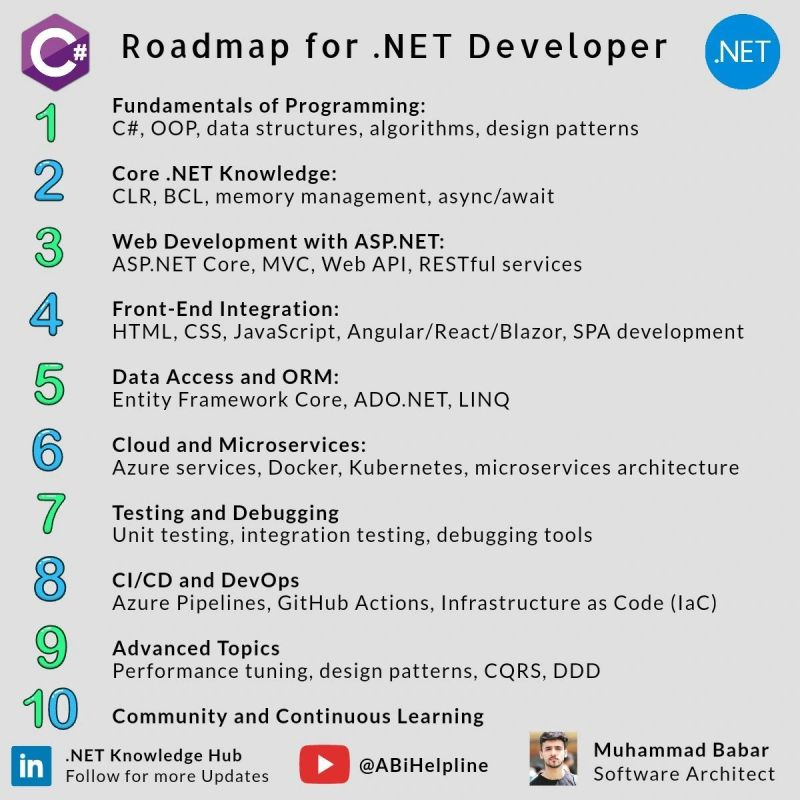 C#
Roadmap for .NET Developer
.NET
1
Fundamentals of Programming:
C#, OOP, data structures, algorithms, design patterns
2
Core .NET Knowledge:
CLR, BCL, memory management, async/await
3
Web Development with ASP.NET:
ASP.NET Core, MVC, Web API, RESTful services
4
Front-End Integration:
HTML, CSS, JavaScript, Angular/React/Blazor, SPA development
5
Data Access and ORM:
Entity Framework Core, ADO.NET, LINQ
6
Cloud and Microservices:
Azure services, Docker, Kubernetes, microservices architecture
7
Testing and Debugging
Unit testing, integration testing, debugging tools
8
CI/CD and DevOps
Azure Pipelines, GitHub Actions, Infrastructure as Code (IaC)
9
Advanced Topics
Performance tuning, design patterns, CQRS, DDD
10
Community and Continuous Learning
in
.NET Knowledge Hub
Follow for more Updates
@ABiHelpline
Muhammad Babar
Software Architect